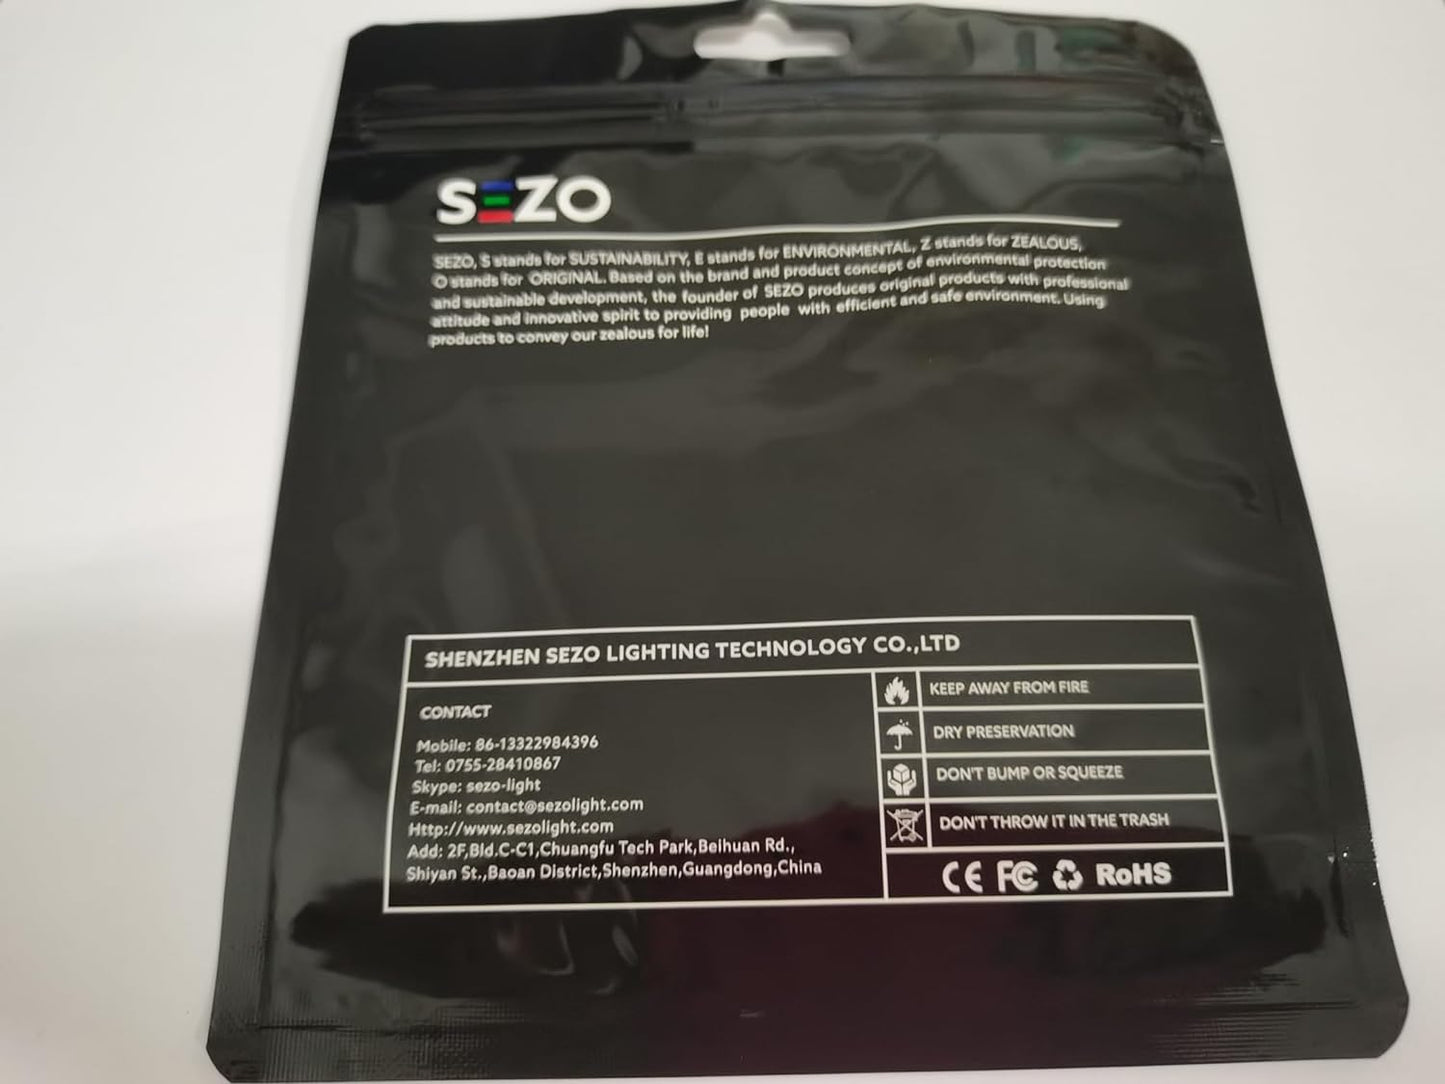 SEZO
SEZO, S stands for SUSTAINABILITY, E stands for ENVIRONMENTAL, Z stands for ZEALOUS,
O stands for ORIGINAL. Based on the brand and product concept of environmental protection
and sustainable development, the founder of SEZO produces original products with professional
attitude and innovative spirit to providing people with efficient and safe environment. Using
products to convey our zealous for life!
SHENZHEN SEZO LIGHTING TECHNOLOGY CO.,LTD
CONTACT
Mobile: 86-13322984396
Tel: 0755-28410867
Skype: sezo-light
E-mail: contact@sezolight.com
Http://www.sezolight.com
Add: 2F,Bld.C-C1,Chuangfu Tech Park,Beihuan Rd.,
Shiyan St.,Baoan District,Shenzhen,Guangdong,China
KEEP AWAY FROM FIRE
DRY PRESERVATION
DON'T BUMP OR SQUEEZE
DON'T THROW IT IN THE TRASH
CE FC RoHS